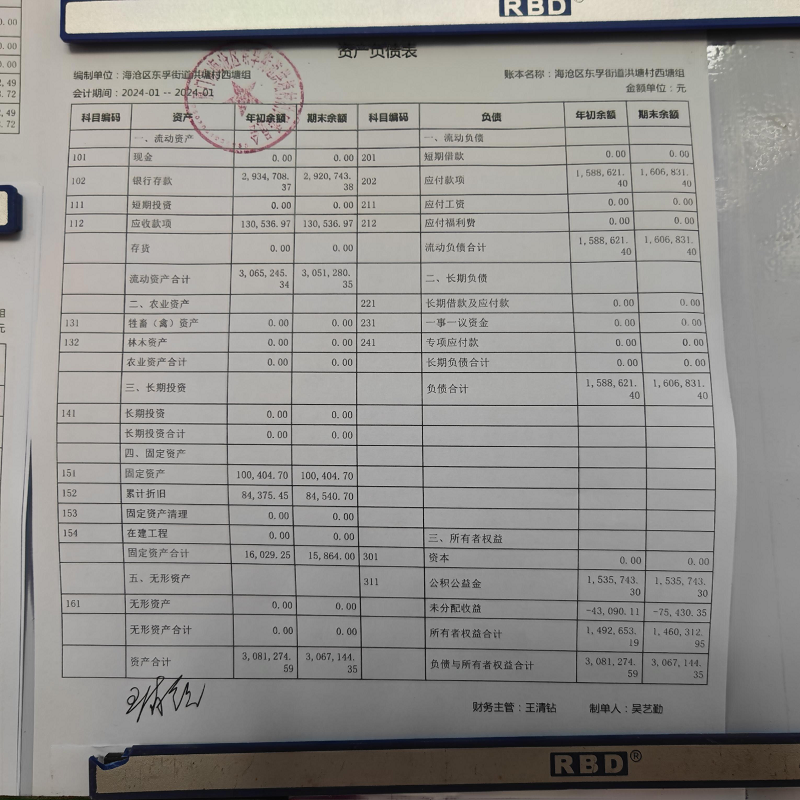 RBD®
资产负债表
编制单位：海沧区东孚街道洪塘村西塘组 账本名称：海沧区东孚街道洪塘村西塘组
会计期间：2024-01 -- 2024-01 金额单位：元
科目编码 资产 年初余额 期末余额 科目编码 负债 年初余额 期末余额
一、流动资产 一、流动负债
101 现金 0.00 0.00 201 短期借款 0.00 0.00
102 银行存款 2,934,708.37 2,920,743.38 202 应付款项 1,588,621.40 1,606,831.40
111 短期投资 0.00 0.00 211 应付工资 0.00 0.00
112 应收款项 130,536.97 130,536.97 212 应付福利费 0.00 0.00
存货 0.00 0.00 流动负债合计 1,588,621.40 1,606,831.40
流动资产合计 3,065,245.34 3,051,280.35 二、长期负债
二、农业资产 221 长期借款及应付款 0.00 0.00
131 牲畜（禽）资产 0.00 0.00 231 一事一议资金 0.00 0.00
132 林木资产 0.00 0.00 241 专项应付款 0.00 0.00
农业资产合计 0.00 0.00 长期负债合计 0.00 0.00
三、长期投资 负债合计 1,588,621.40 1,606,831.40
141 长期投资 0.00 0.00
长期投资合计 0.00 0.00
四、固定资产
151 固定资产 100,404.70 100,404.70
152 累计折旧 84,375.45 84,540.70
153 固定资产清理 0.00 0.00
154 在建工程 0.00 0.00 三、所有者权益
固定资产合计 16,029.25 15,864.00 301 资本 0.00 0.00
五、无形资产 311 公积公益金 1,535,743.30 1,535,743.30
161 无形资产 0.00 0.00 未分配收益 -43,090.11 -75,430.35
无形资产合计 0.00 0.00 所有者权益合计 1,492,653.19 1,460,312.95
资产合计 3,081,274.59 3,067,144.35 负债与所有者权益合计 3,081,274.59 3,067,144.35
财务主管：王清钻 制单人：吴艺勤
RBD®